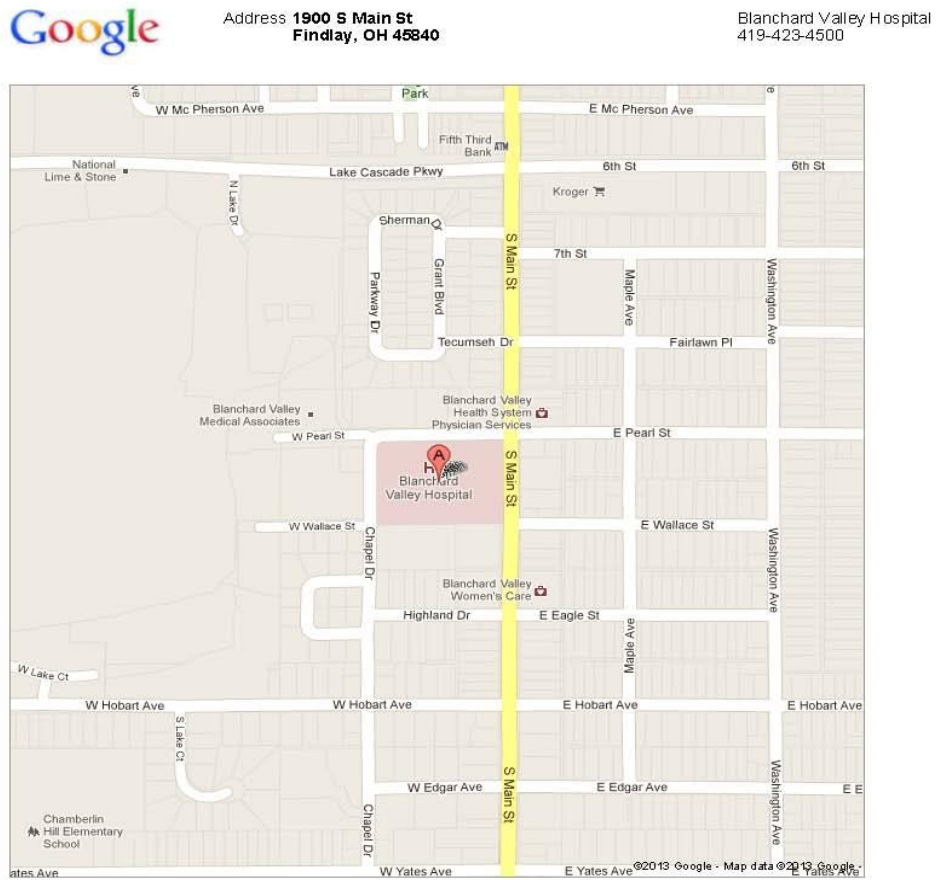 Google
Address 1900 S Main St
Findlay, OH 45840
Blanchard Valley Hospital
419-423-4500
ve
Park
e
W Mc Pherson Ave
E Mc Pherson Ave
Fifth Third
Bank
ATM
National
Lime & Stone
Lake Cascade Pkwy
6th St
6th St
N Lake Dr
Kroger
Sherman Dr
S Main St
7th St
Parkway Dr
Grant Blvd
Maple Ave
Washington Ave
Tecumseh Dr
Fairlawn Pl
Blanchard Valley
Health System
Physician Services
Blanchard Valley
Medical Associates
W Pearl St
E Pearl St
A
H
Blanchard
Valley Hospital
S Main St
W Wallace St
E Wallace St
Chapel Dr
Washington Ave
Blanchard Valley
Women's Care
Highland Dr
E Eagle St
Maple Ave
W Lake Ct
W Hobart Ave
W Hobart Ave
E Hobart Ave
E Hobart Ave
S Lake Ct
S Main St
Washington Ave
W Edgar Ave
E Edgar Ave
E E
Chapel Dr
Chamberlin
Hill Elementary
School
©2013 Google - Map data ©2013 Google -
ates Ave
W Yates Ave
E Yates Ave
E Yates Ave